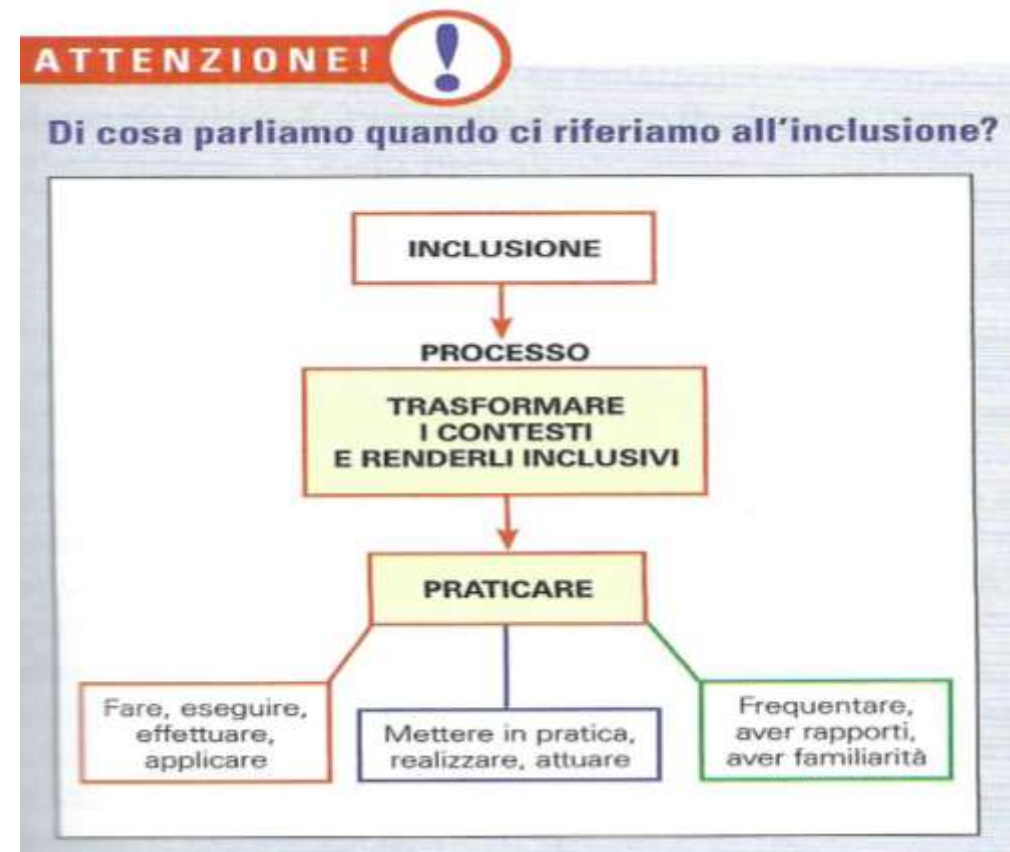 ATTENZIONE!
!
Di cosa parliamo quando ci riferiamo all'inclusione?
INCLUSIONE
PROCESSO
TRASFORMARE
I CONTESTI
E RENDERLI INCLUSIVI
PRATICARE
Fare, eseguire,
effettuare,
applicare
Mettere in pratica,
realizzare, attuare
Frequentare,
aver rapporti,
aver familiarità